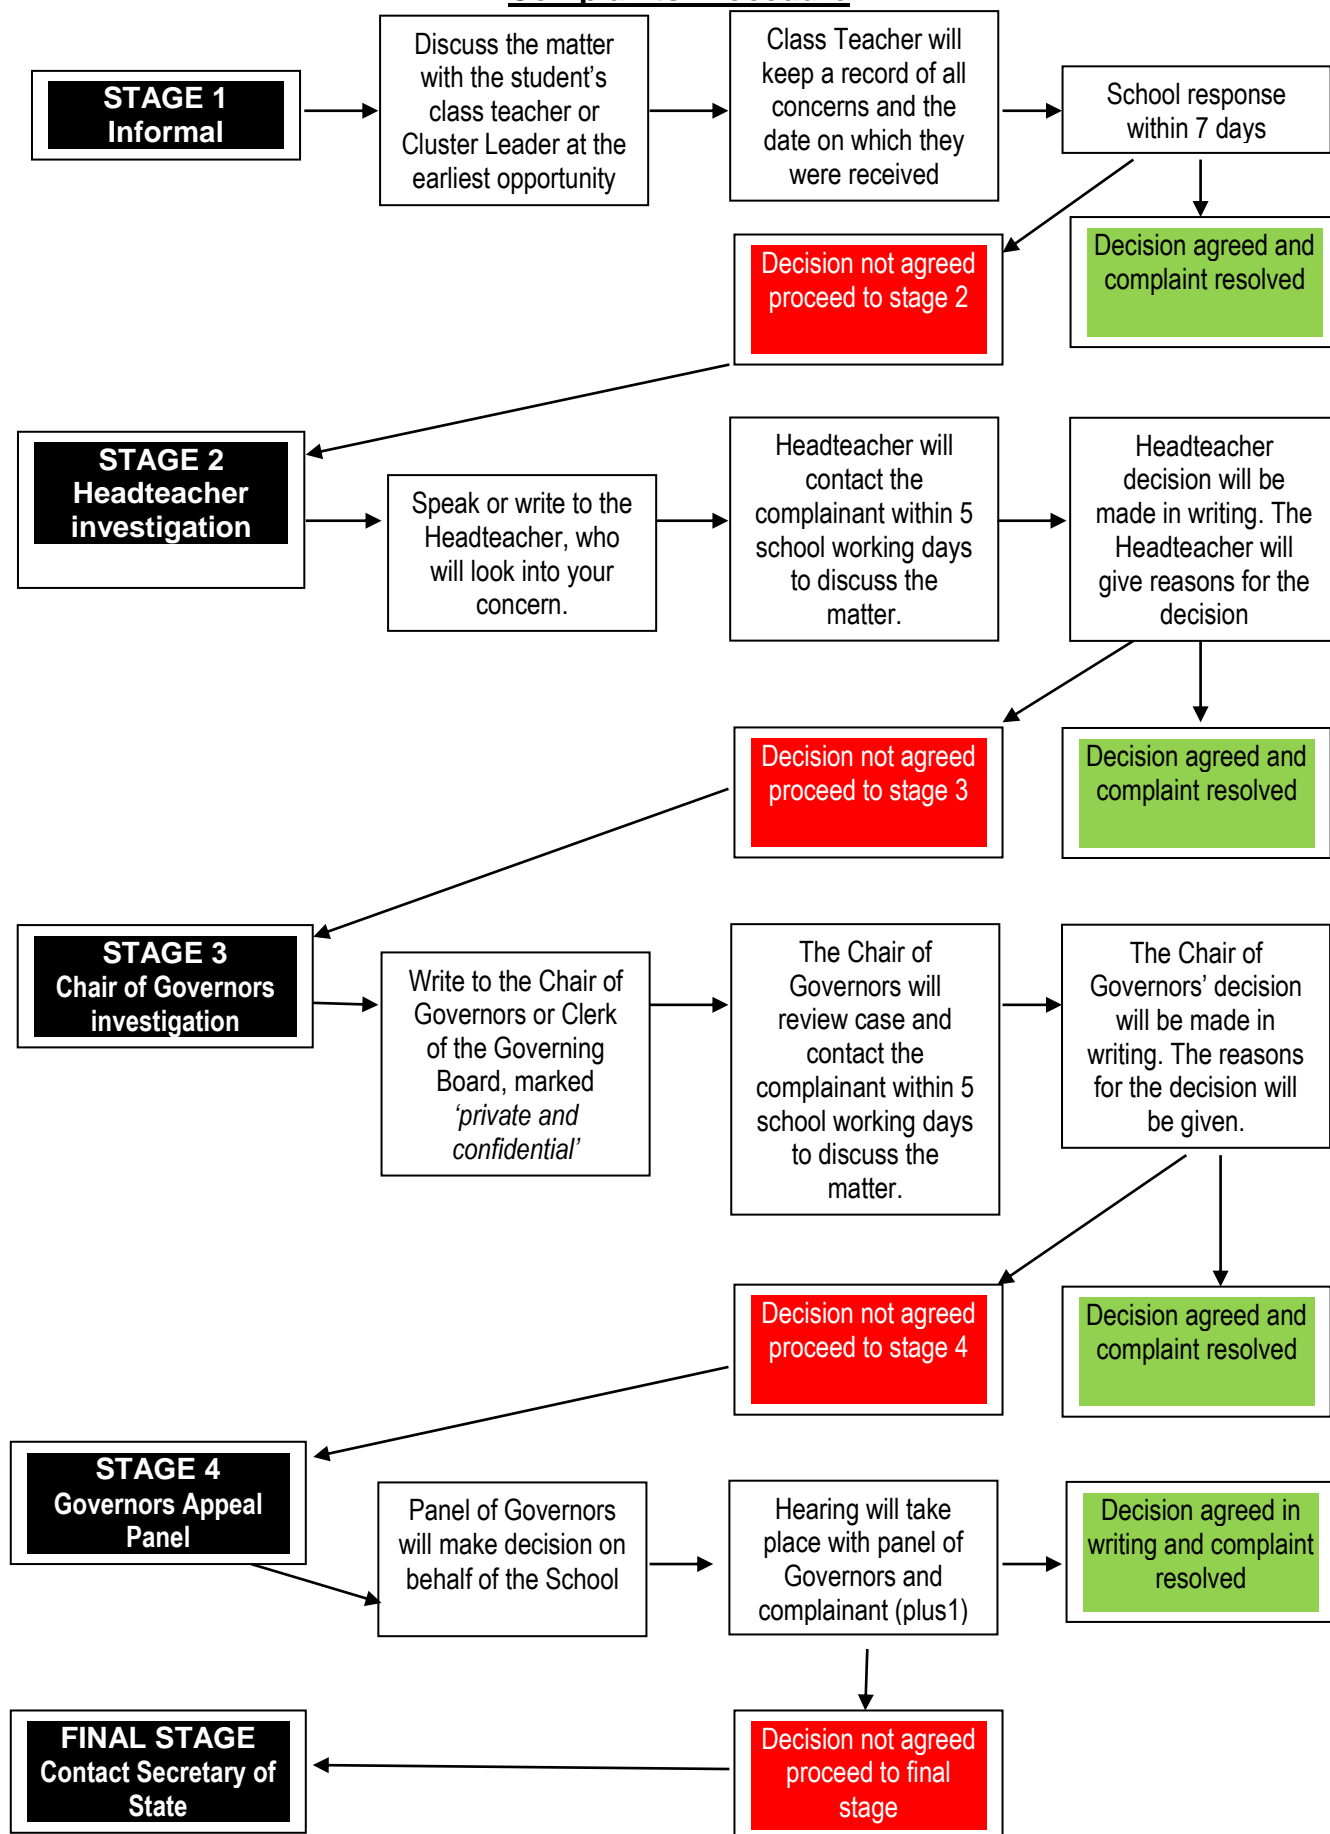 STAGE 1
Informal
Discuss the matter
with the student’s
class teacher or
Cluster Leader at the
earliest opportunity
Class Teacher will
keep a record of all
concerns and the
date on which they
were received
School response
within 7 days
Decision not agreed
proceed to stage 2
Decision agreed and
complaint resolved
STAGE 2
Headteacher
investigation
Speak or write to the
Headteacher, who
will look into your
concern.
Headteacher will
contact the
complainant within 5
school working days
to discuss the
matter.
Headteacher
decision will be
made in writing. The
Headteacher will
give reasons for the
decision
Decision not agreed
proceed to stage 3
Decision agreed and
complaint resolved
STAGE 3
Chair of Governors
investigation
Write to the Chair of
Governors or Clerk
of the Governing
Board, marked
‘private and
confidential’
The Chair of
Governors will
review case and
contact the
complainant within 5
school working days
to discuss the
matter.
The Chair of
Governors’ decision
will be made in
writing. The reasons
for the decision will
be given.
Decision not agreed
proceed to stage 4
Decision agreed and
complaint resolved
STAGE 4
Governors Appeal
Panel
Panel of Governors
will make decision on
behalf of the School
Hearing will take
place with panel of
Governors and
complainant (plus1)
Decision agreed in
writing and complaint
resolved
FINAL STAGE
Contact Secretary of
State
Decision not agreed
proceed to final
stage